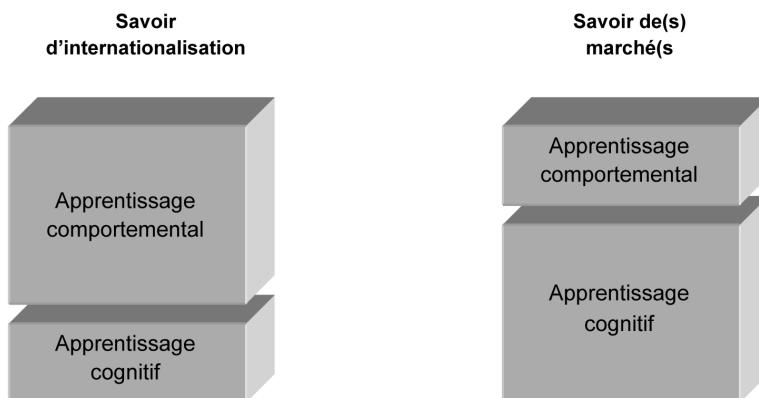 Savoir
d'internationalisation
Apprentissage
comportemental
Apprentissage
cognitif
Savoir de(s)
marché(s
Apprentissage
comportemental
Apprentissage
cognitif